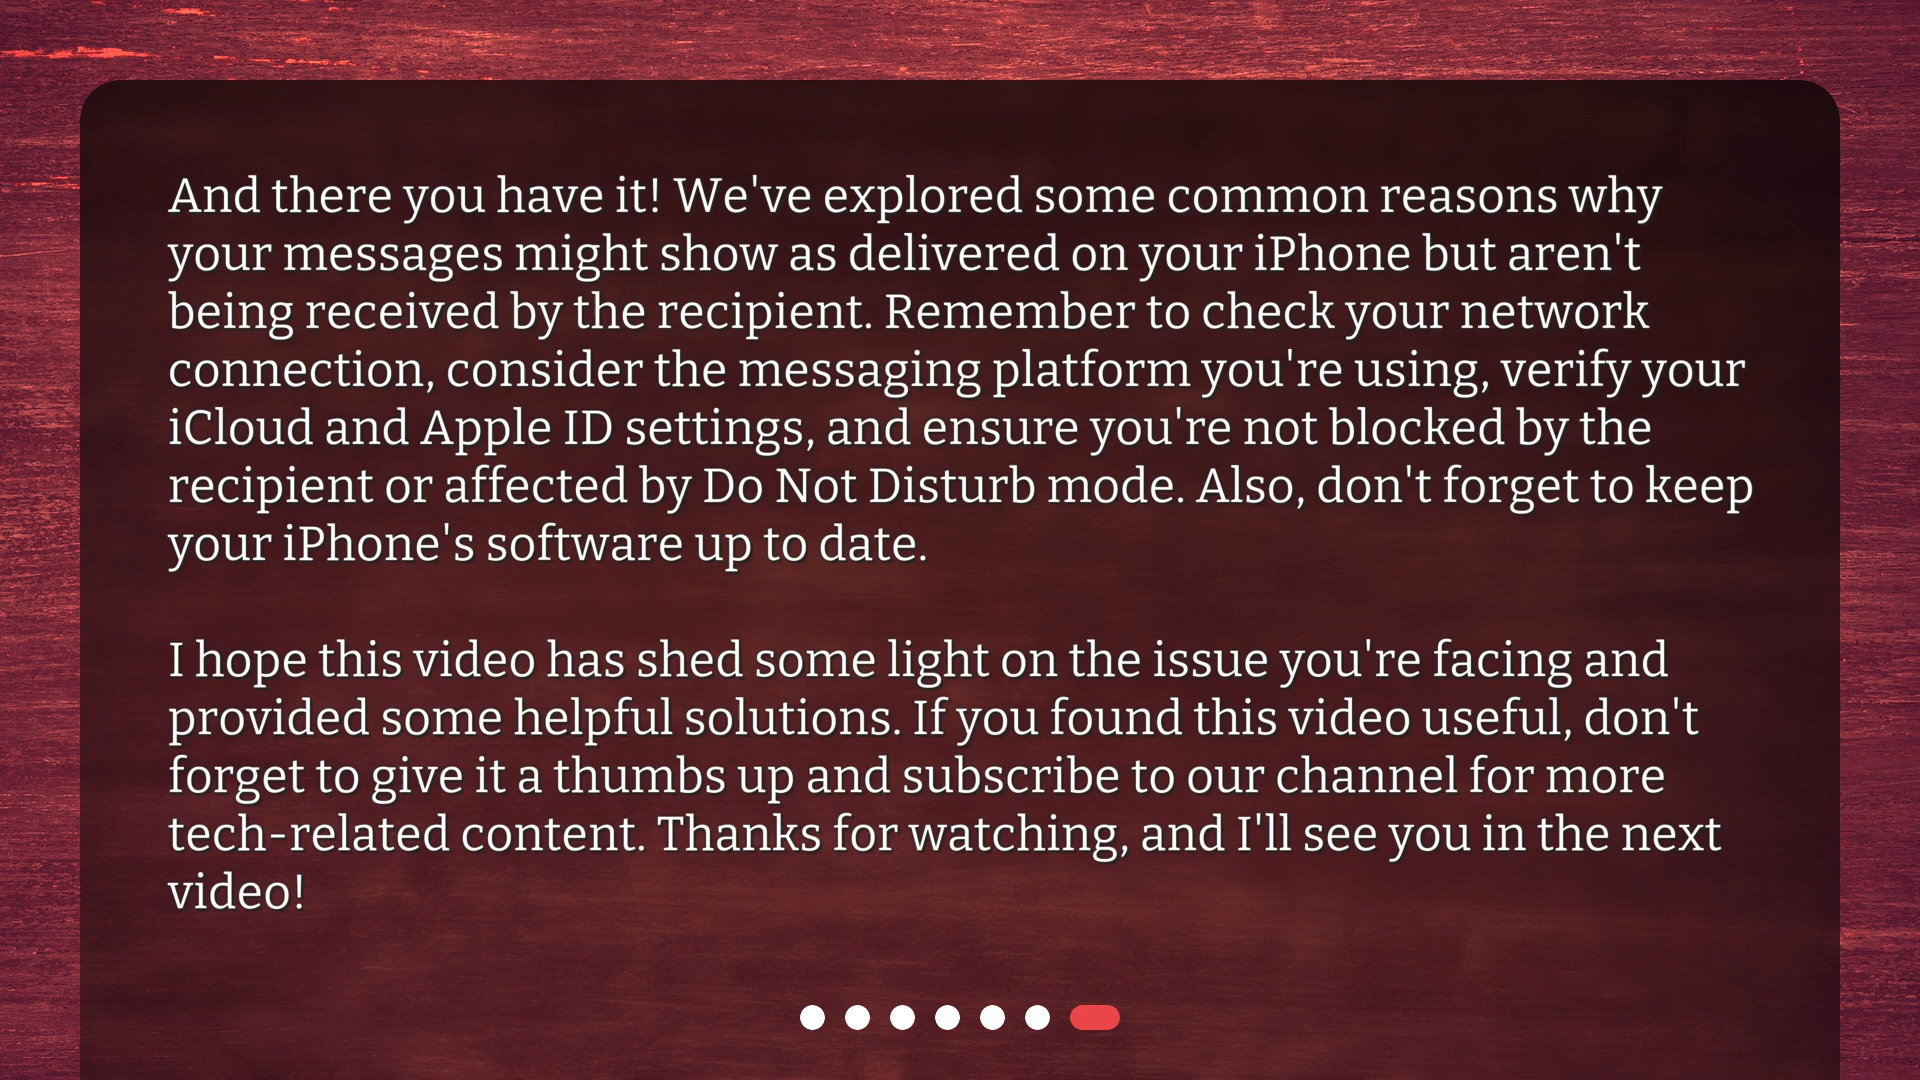 And there you have it! We've explored some common reasons why
your messages might show as delivered on your iPhone but aren't
being received by the recipient. Remember to check your network
connection, consider the messaging platform you're using, verify your
iCloud and Apple ID settings, and ensure you're not blocked by the
recipient or affected by Do Not Disturb mode. Also, don't forget to keep
your iPhone's software up to date.
I hope this video has shed some light on the issue you're facing and
provided some helpful solutions. If you found this video useful, don't
forget to give it a thumbs up and subscribe to our channel for more
tech-related content. Thanks for watching, and I'll see you in the next
video!